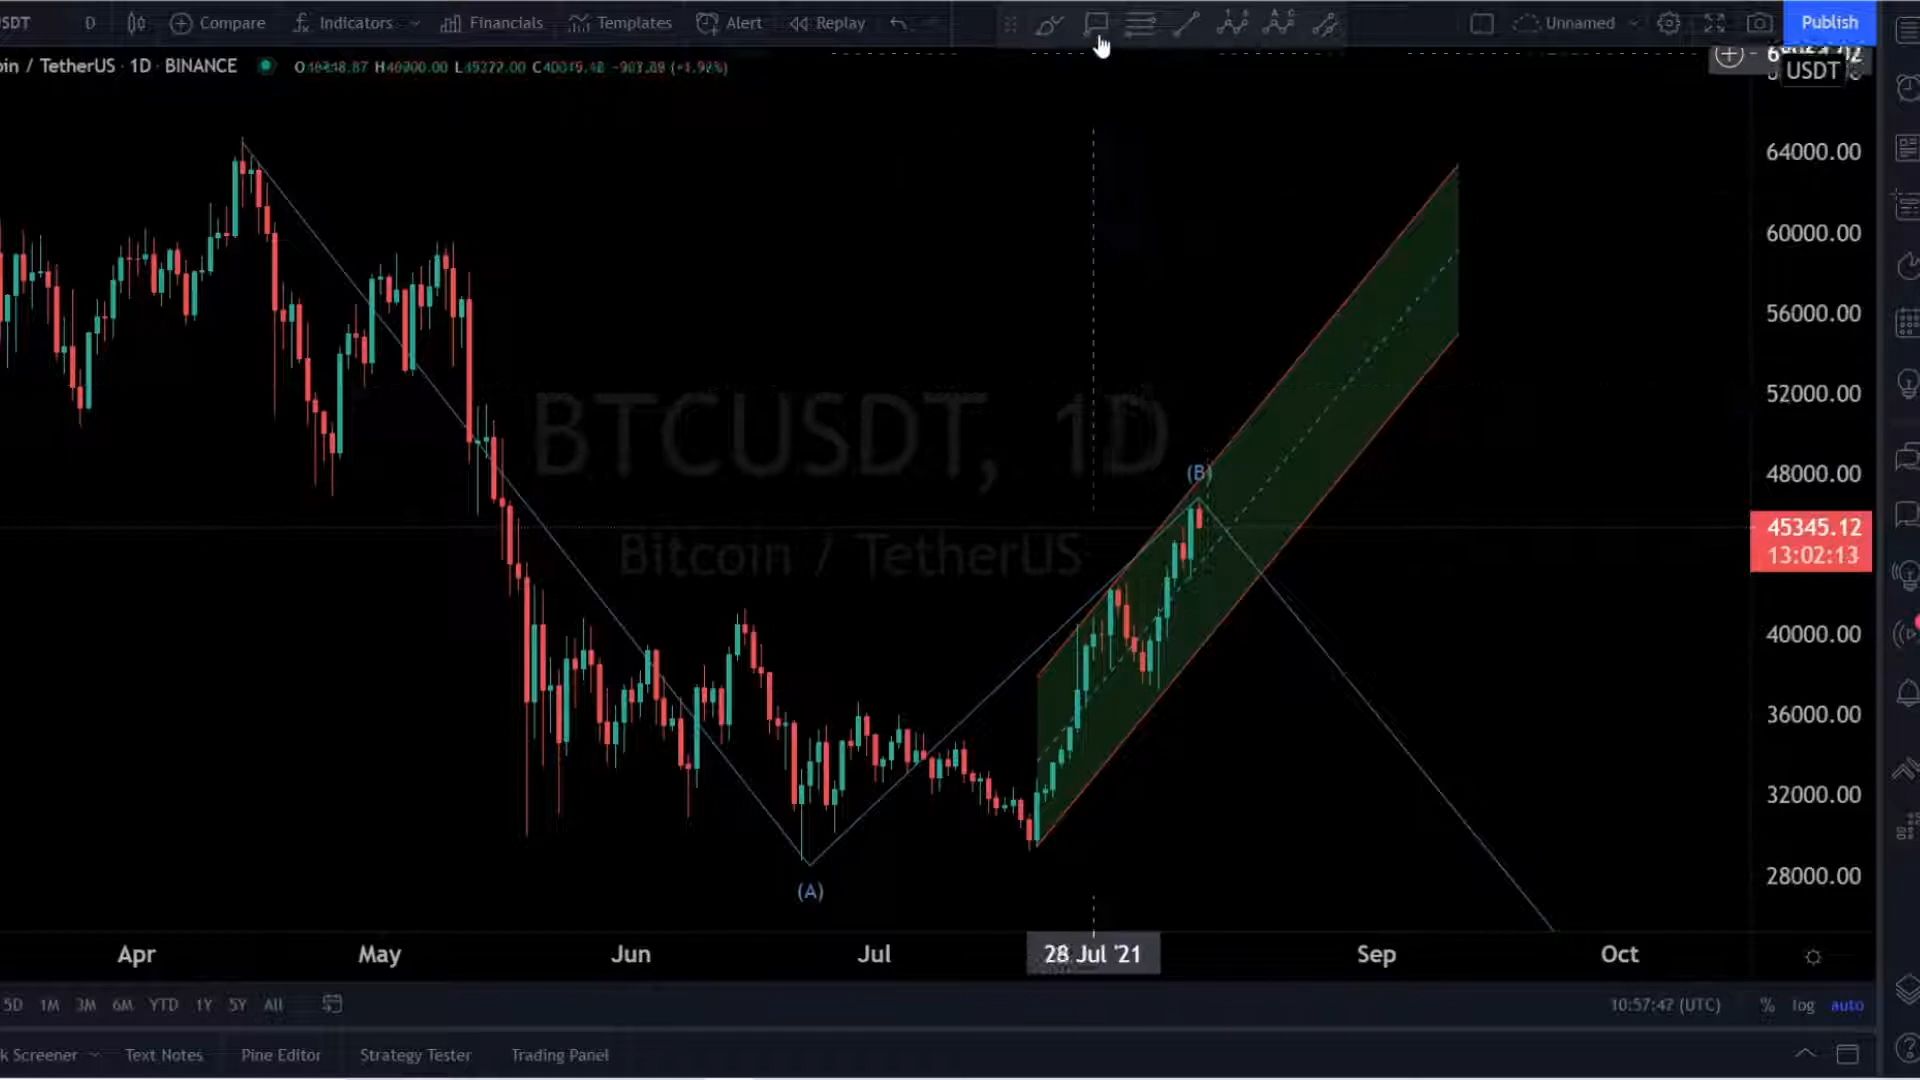 SDT D Compare Indicators Financials Templates Alert Replay Unnamed Publish
oin / TetherUS · 1D · BINANCE
USDT
64000.00
60000.00
56000.00
52000.00
BTCUSDT, 1D
(B)
48000.00
45345.12
Bitcoin / TetherUS
13:02:13
40000.00
36000.00
32000.00
28000.00
(A)
Apr May Jun Jul 28 Jul '21 Sep Oct
5D 1M 3M 6M YTD 1Y 5Y All 10:57:47 (UTC) % log auto
k Screener Text Notes Pine Editor Strategy Tester Trading Panel